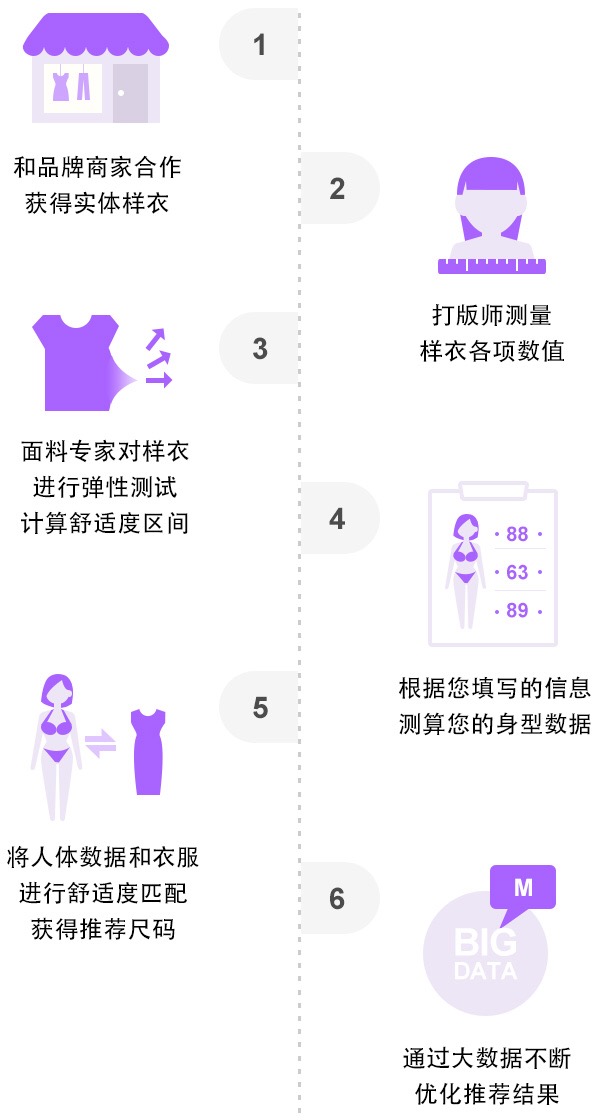 1
和品牌商家合作
获得实体样衣
2
打版师测量
样衣各项数值
3
面料专家对样衣
进行弹性测试
计算舒适度区间
4
88
63
89
根据您填写的信息
测算您的身型数据
5
将人体数据和衣服
进行舒适度匹配
获得推荐尺码
6
M
BIG
DATA
通过大数据不断
优化推荐结果